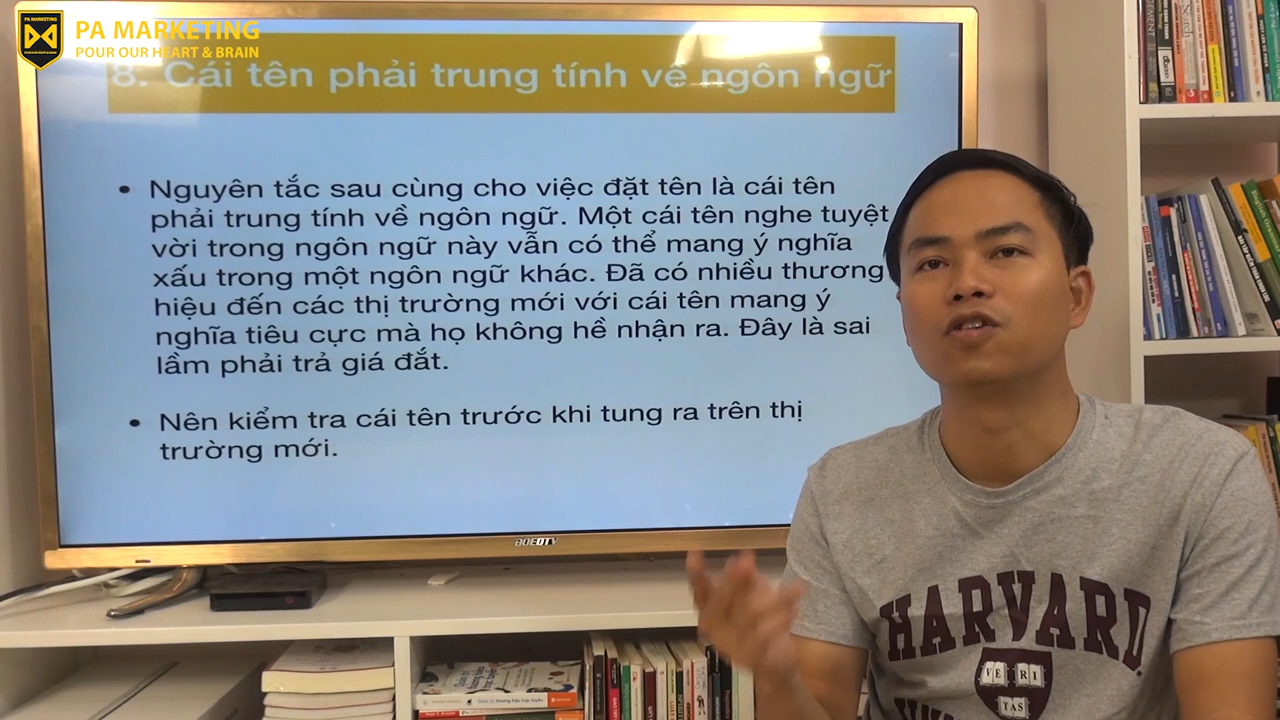 PA MARKETING
PA MARKETING
POUR OUR HEART & BRAIN
8. Cái tên phải trung tính về ngôn ngữ
• Nguyên tắc sau cùng cho việc đặt tên là cái tên
phải trung tính về ngôn ngữ. Một cái tên nghe tuyệt
vời trong ngôn ngữ này vẫn có thể mang ý nghĩa
xấu trong một ngôn ngữ khác. Đã có nhiều thương
hiệu đến các thị trường mới với cái tên mang ý
nghĩa tiêu cực mà họ không hề nhận ra. Đây là sai
lầm phải trả giá đắt.
• Nên kiểm tra cái tên trước khi tung ra trên thị
trường mới.
BOEDTV
HARVARD
VE RI
TAS